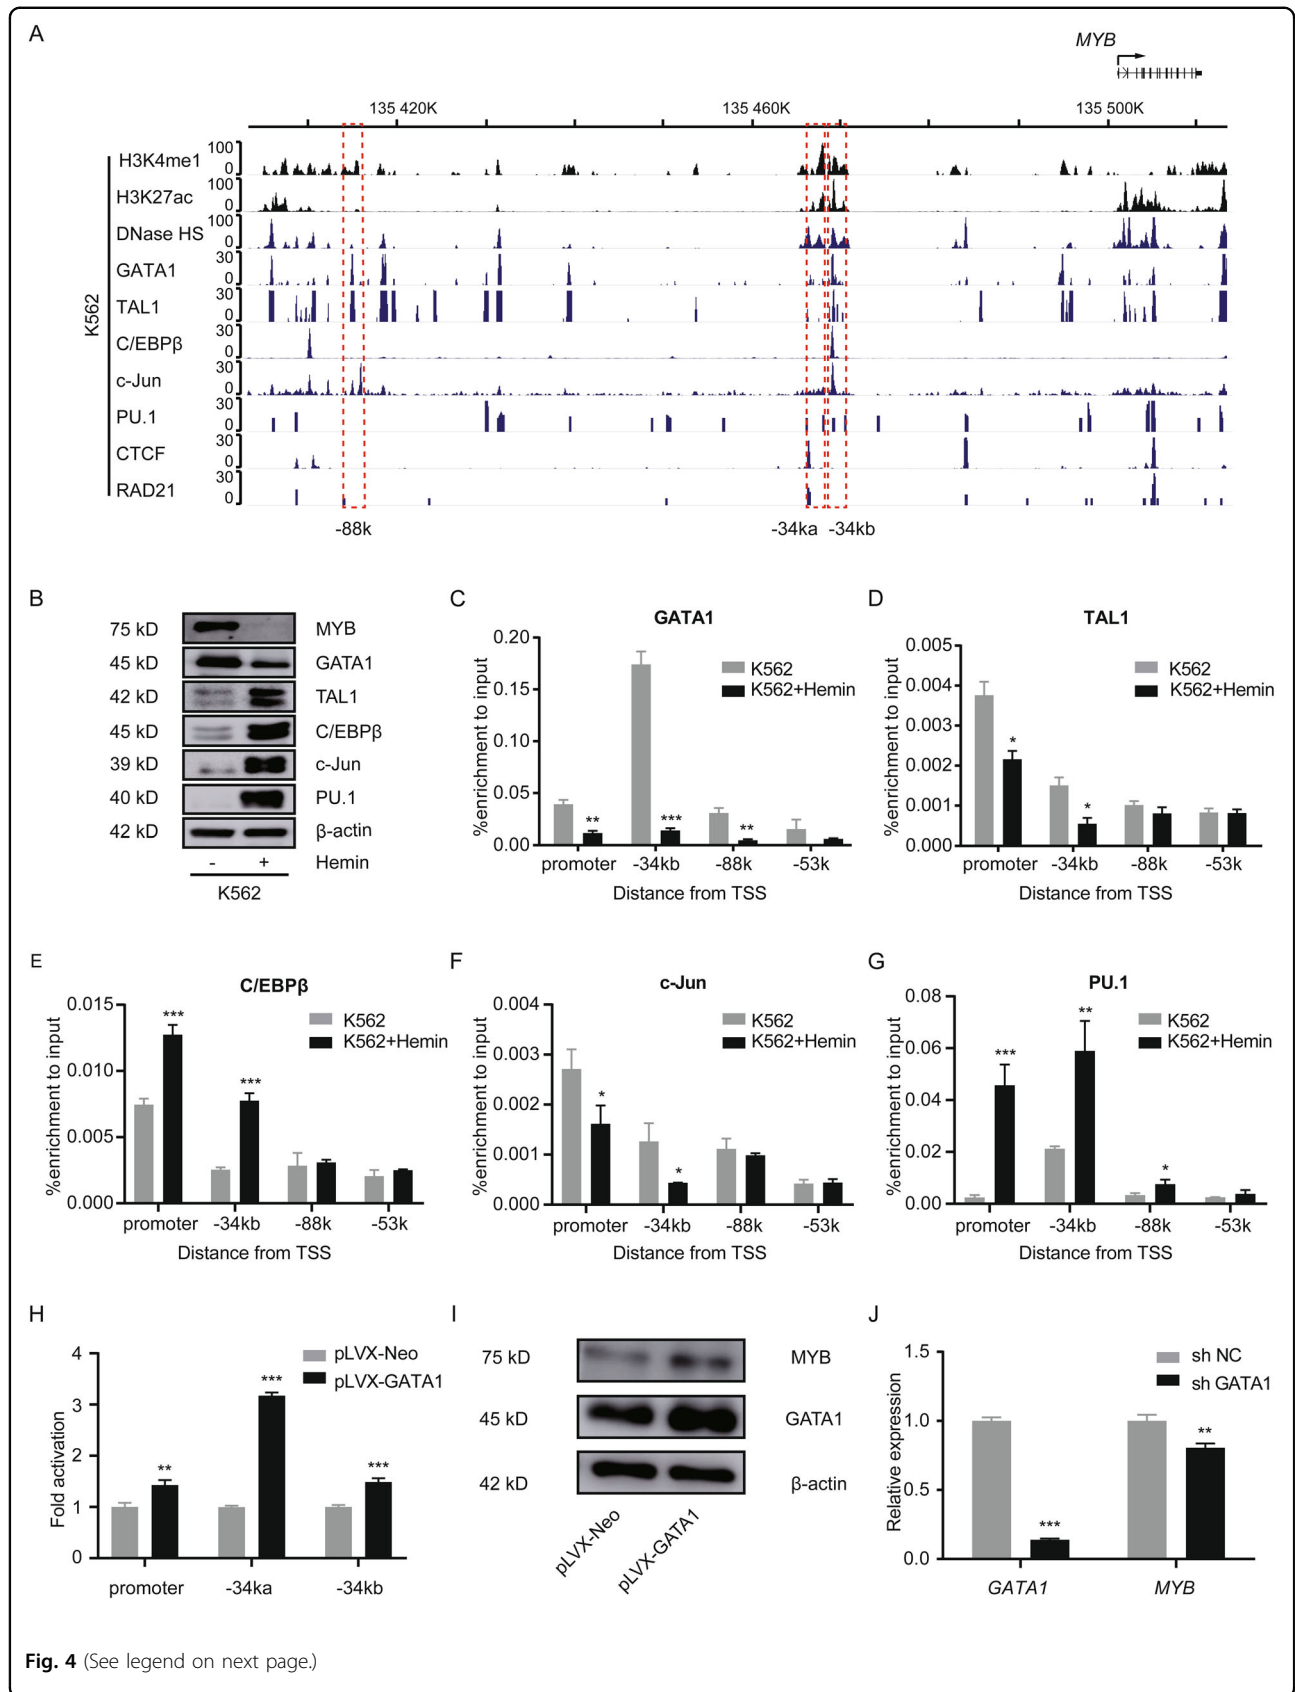 A
MYB
135 420K 135 460K 135 500K
K562
H3K4me1 100 0
H3K27ac 100 0
DNase HS 100 0
GATA1 30 0
TAL1 30 0
C/EBPβ 30 0
c-Jun 30 0
PU.1 30 0
CTCF 30 0
RAD21 30 0
-88k -34ka -34kb
B
75 kD MYB
45 kD GATA1
42 kD TAL1
45 kD C/EBPβ
39 kD c-Jun
40 kD PU.1
42 kD β-actin
- + Hemin
K562
C
GATA1
%enrichment to input
0.20
0.15
0.10
0.05
0.00
K562
K562+Hemin
** *** **
promoter -34kb -88k -53k
Distance from TSS
D
TAL1
%enrichment to input
0.005
0.004
0.003
0.002
0.001
0.000
K562
K562+Hemin
* *
promoter -34kb -88k -53k
Distance from TSS
E
C/EBPβ
%enrichment to input
0.015
0.010
0.005
0.000
K562
K562+Hemin
*** ***
promoter -34kb -88k -53k
Distance from TSS
F
c-Jun
%enrichment to input
0.004
0.003
0.002
0.001
0.000
K562
K562+Hemin
* *
promoter -34kb -88k -53k
Distance from TSS
G
PU.1
%enrichment to input
0.08
0.06
0.04
0.02
0.00
K562
K562+Hemin
*** ** *
promoter -34kb -88k -53k
Distance from TSS
H
Fold activation
4
3
2
1
0
pLVX-Neo
pLVX-GATA1
** *** ***
promoter -34ka -34kb
I
75 kD MYB
45 kD GATA1
42 kD β-actin
pLVX-Neo pLVX-GATA1
J
Relative expression
1.5
1.0
0.5
0.0
sh NC
sh GATA1
*** **
GATA1 MYB
Fig. 4 (See legend on next page.)